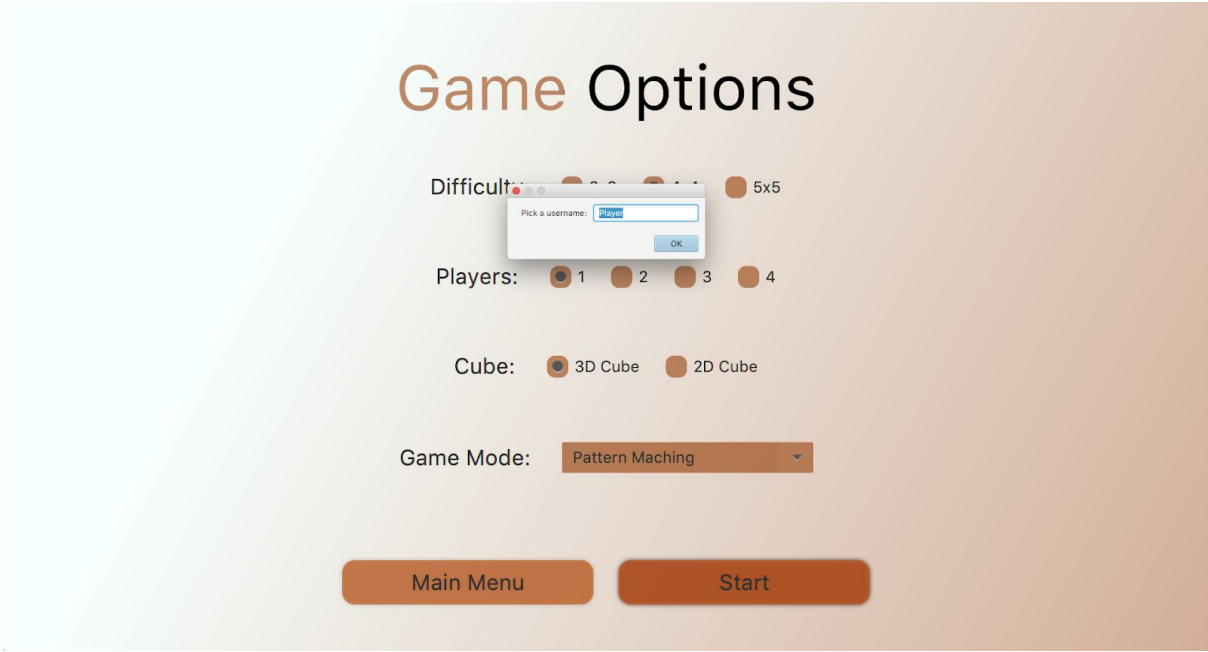 Game Options
Difficulty: 5x5
Pick a username: Player
OK
Players: 1 2 3 4
Cube: 3D Cube 2D Cube
Game Mode: Pattern Maching
Main Menu Start